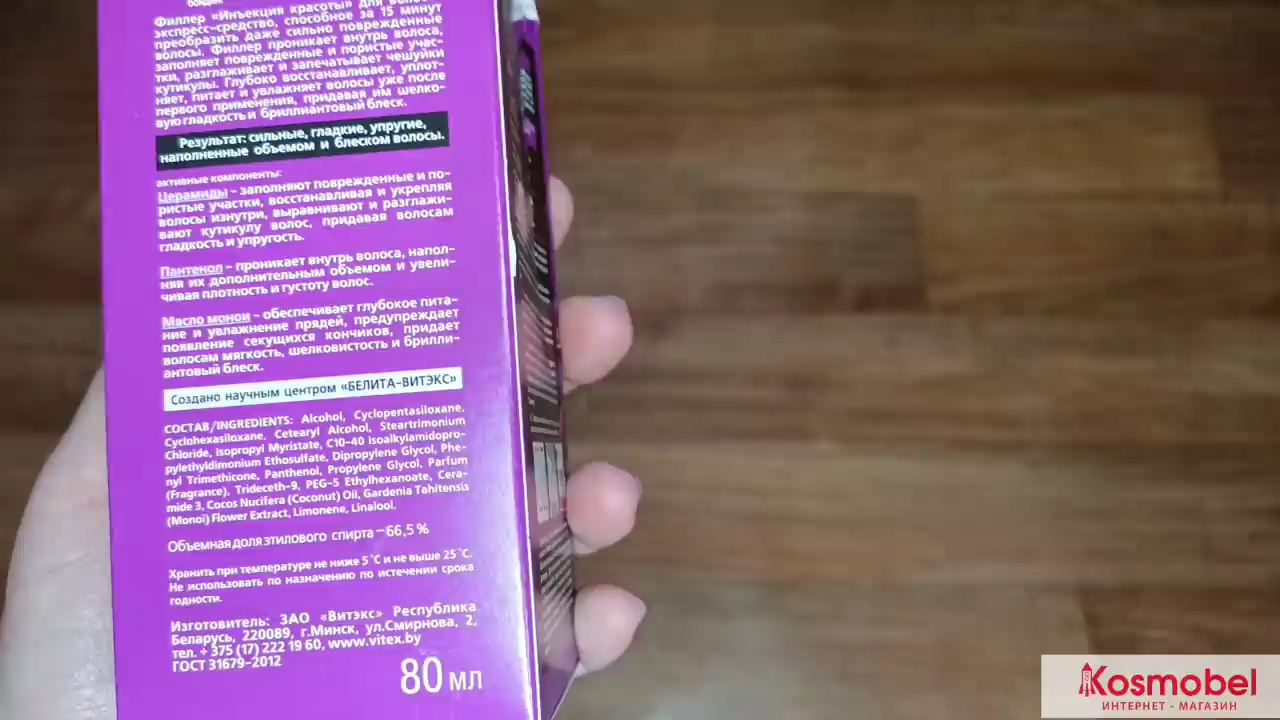 Филлер «Инъекция красоты» для волос–
экспресс-средство, способное за 15 минут
преобразить даже сильно поврежденные
волосы. Филлер проникает внутрь волоса,
заполняет поврежденные и пористые учас-
тки, разглаживает и запечатывает чешуйки
кутикулы. Глубоко восстанавливает, уплот-
няет, питает и увлажняет волосы уже после
первого применения, придавая им шелко-
вую гладкость и бриллиантовый блеск.
Результат: сильные, гладкие, упругие,
наполненные объемом и блеском волосы.
активные компоненты:
Церамиды – заполняют поврежденные и по-
ристые участки, восстанавливая и укрепляя
волосы изнутри, выравнивают и разглажи-
вают кутикулу волос, придавая волосам
гладкость и упругость.
Пантенол – проникает внутрь волоса, напол-
няя их дополнительным объемом и увели-
чивая плотность и густоту волос.
Масло монои – обеспечивает глубокое пита-
ние и увлажнение прядей, предупреждает
появление секущихся кончиков, придает
волосам мягкость, шелковистость и брилли-
антовый блеск.
Создано научным центром «БЕЛИТА-ВИТЭКС»
СОСТАВ/INGREDIENTS: Alcohol, Cyclopentasiloxane,
Cyclohexasiloxane, Cetearyl Alcohol, Steartrimonium
Chloride, Isopropyl Myristate, C10-40 Isoalkylamidopro-
pylethyldimonium Ethosulfate, Dipropylene Glycol, Phe-
nyl Trimethicone, Panthenol, Propylene Glycol, Parfum
(Fragrance), Trideceth-9, PEG-5 Ethylhexanoate, Cera-
mide 3, Cocos Nucifera (Coconut) Oil, Gardenia Tahitensis
(Monoi) Flower Extract, Limonene, Linalool.
Объемная доля этилового спирта – 66,5 %
Хранить при температуре не ниже 5 °С и не выше 25 °С.
Не использовать по назначению по истечении срока
годности.
Изготовитель: ЗАО «Витэкс» Республика
Беларусь, 220089, г.Минск, ул.Смирнова, 2,
тел. + 375 (17) 222 19 60, www.vitex.by
ГОСТ 31679-2012
80 мл
Kosmobel
ИНТЕРНЕТ - МАГАЗИН